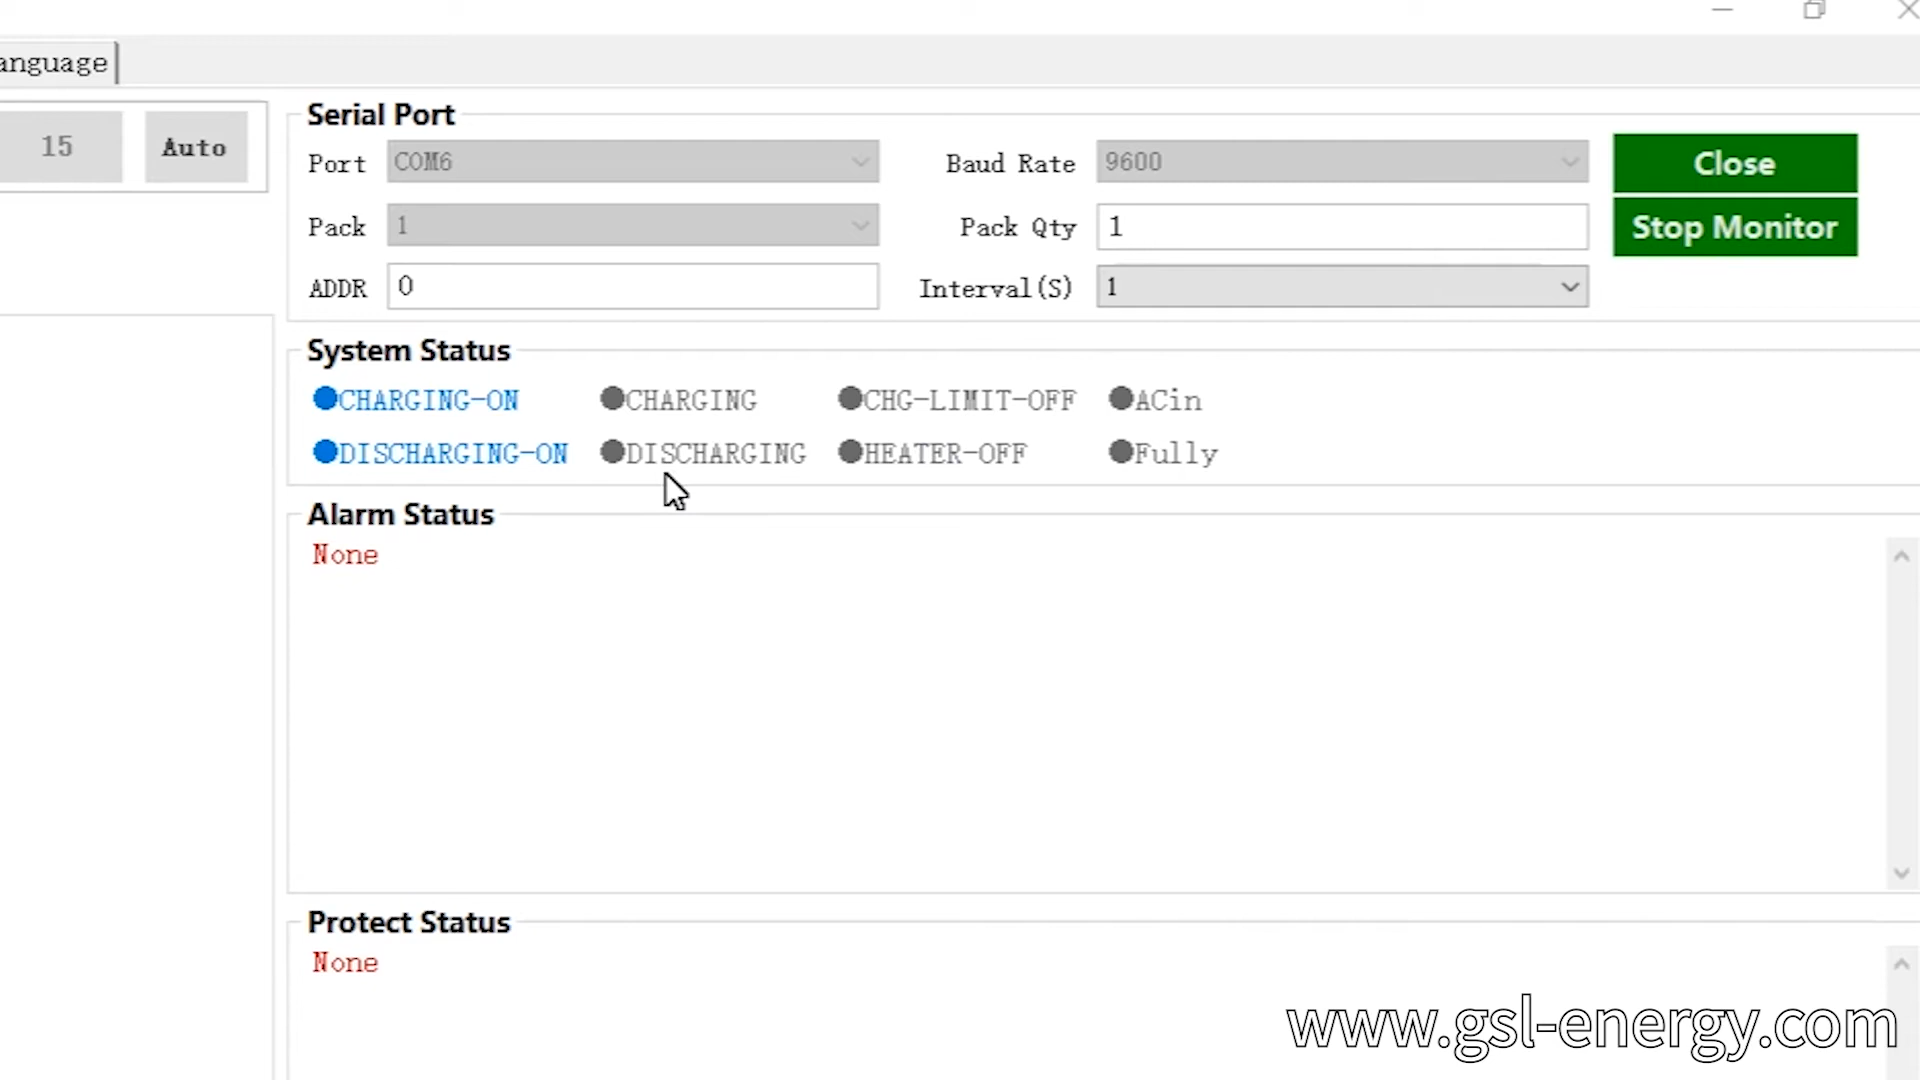 anguage
15 Auto
Serial Port
Port COM6 Baud Rate 9600 Close
Pack 1 Pack Qty 1 Stop Monitor
ADDR 0 Interval(S) 1
System Status
CHARGING-ON CHARGING CHG-LIMIT-OFF ACin
DISCHARGING-ON DISCHARGING HEATER-OFF Fully
Alarm Status
None
Protect Status
None
www.gsl-energy.com